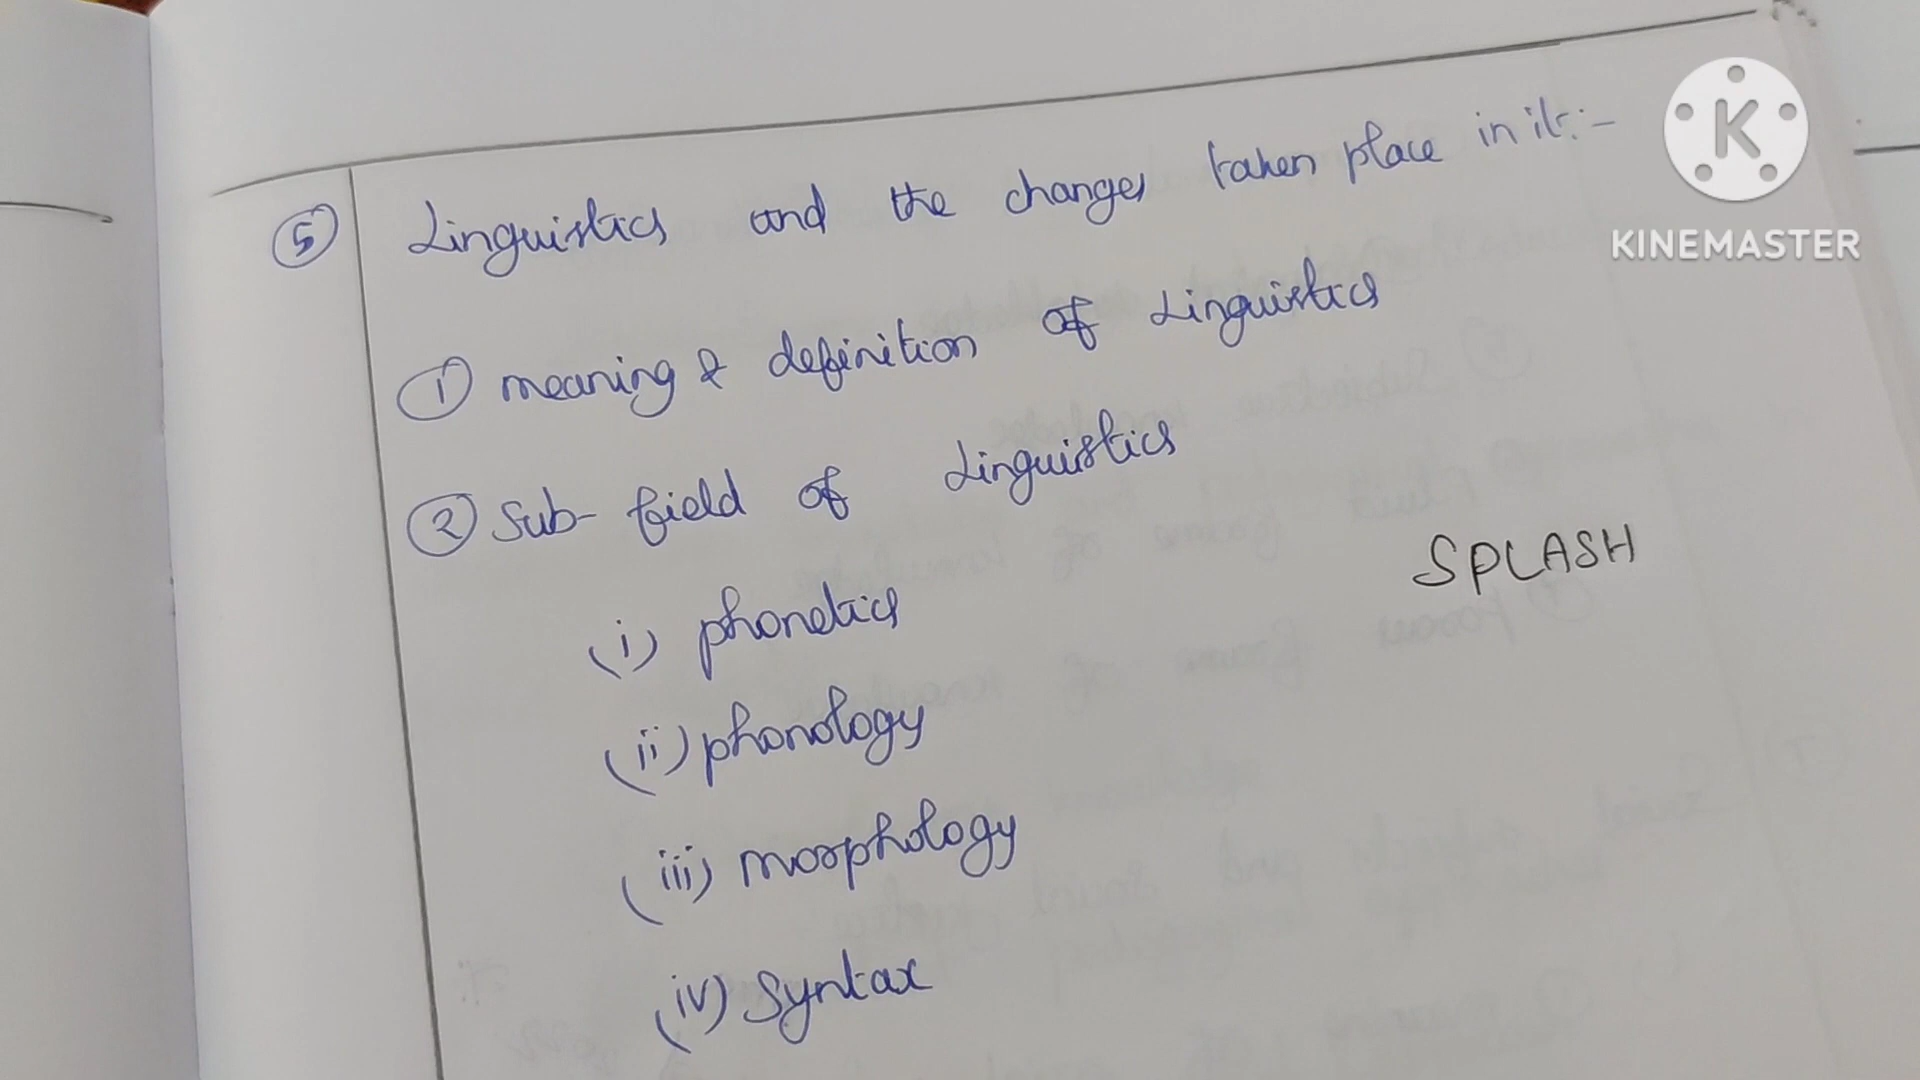 ⑤ Linguistics and the changes taken place in it:-
① meaning & definition of Linguistics
② Sub-field of Linguistics
(i) phonetics
(ii) phonology
(iii) morphology
(iv) Syntax
SPLASH
K
KINEMASTER